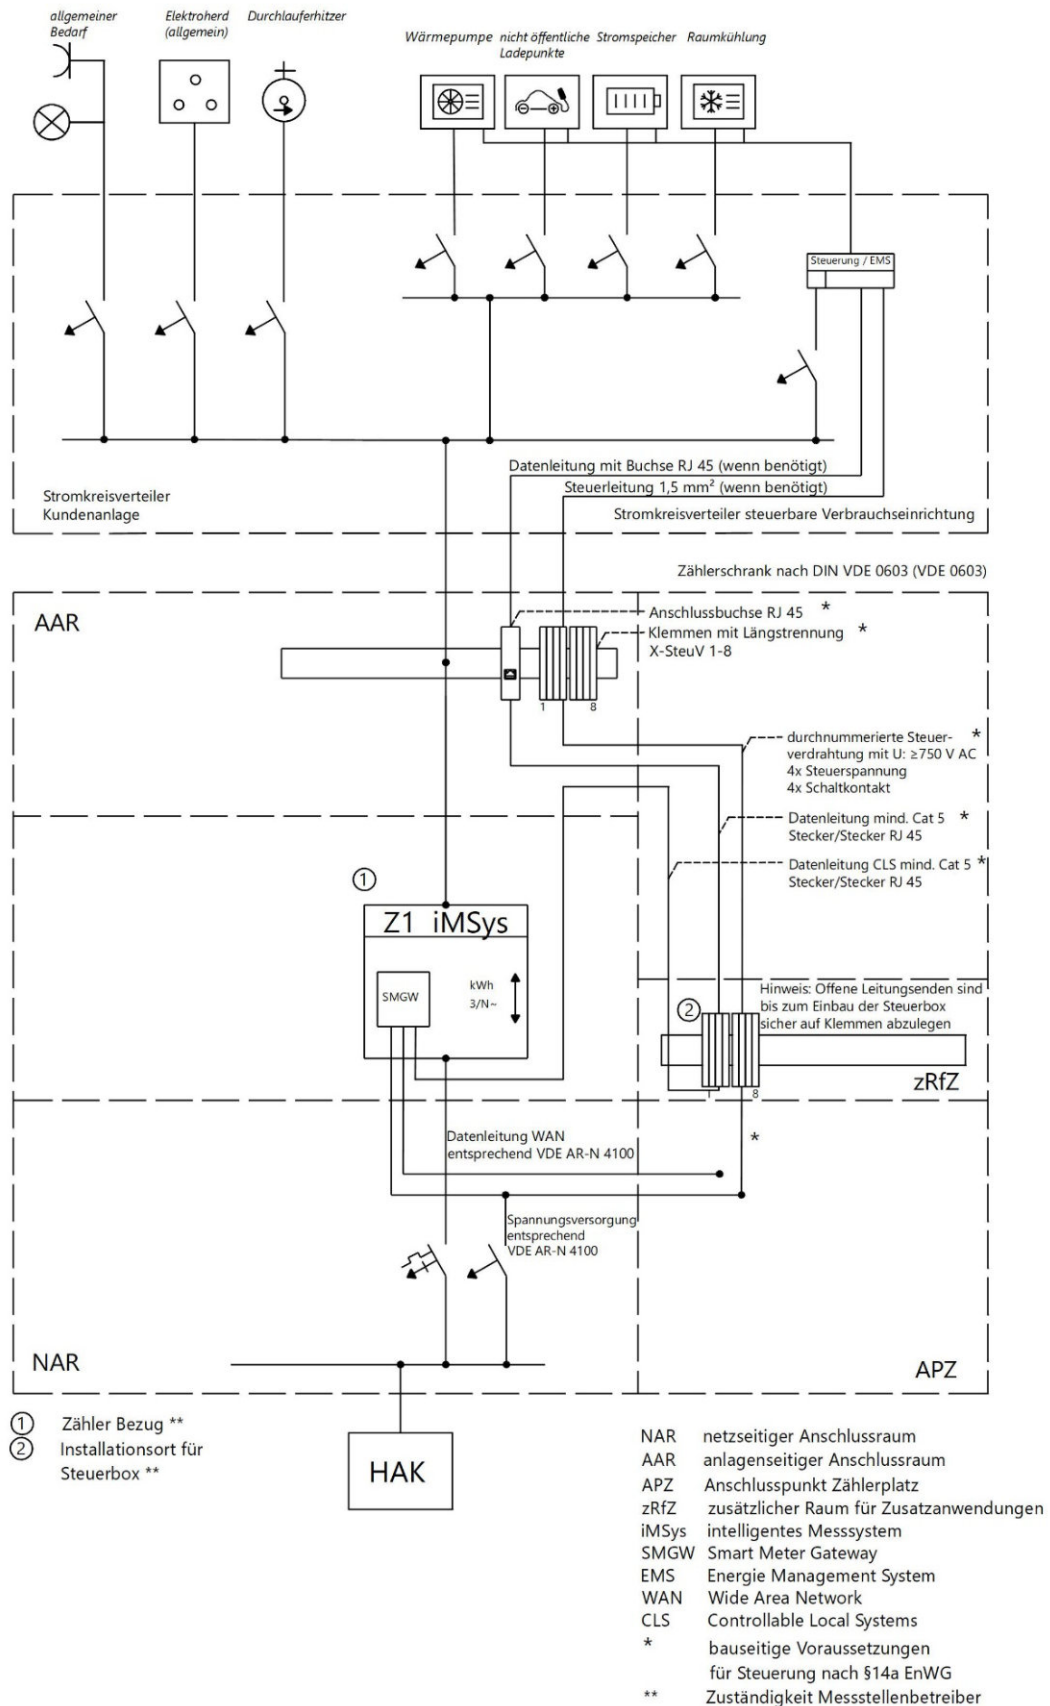 allgemeiner
Bedarf
Elektroherd
(allgemein)
Durchlauferhitzer
Wärmepumpe
nicht öffentliche
Ladepunkte
Stromspeicher
Raumkühlung
Steuerung / EMS
Datenleitung mit Buchse RJ 45 (wenn benötigt)
Steuerleitung 1,5 mm² (wenn benötigt)
Stromkreisverteiler
Kundenanlage
Stromkreisverteiler steuerbare Verbrauchseinrichtung
Zählerschrank nach DIN VDE 0603 (VDE 0603)
AAR
Anschlussbuchse RJ 45 *
Klemmen mit Längstrennung *
X-SteuV 1-8
1 8
durchnummerierte Steuer- *
verdrahtung mit U: ≥750 V AC
4x Steuerspannung
4x Schaltkontakt
Datenleitung mind. Cat 5 *
Stecker/Stecker RJ 45
Datenleitung CLS mind. Cat 5 *
Stecker/Stecker RJ 45
1
Z1 iMSys
SMGW
kWh
3/N~
2
Hinweis: Offene Leitungsenden sind
bis zum Einbau der Steuerbox
sicher auf Klemmen abzulegen
zRfZ
1 8
*
Datenleitung WAN
entsprechend VDE AR-N 4100
Spannungsversorgung
entsprechend
VDE AR-N 4100
NAR
APZ
HAK
1 Zähler Bezug **
2 Installationsort für
Steuerbox **
NAR netzseitiger Anschlussraum
AAR anlagenseitiger Anschlussraum
APZ Anschlusspunkt Zählerplatz
zRfZ zusätzlicher Raum für Zusatzanwendungen
iMSys intelligentes Messsystem
SMGW Smart Meter Gateway
EMS Energie Management System
WAN Wide Area Network
CLS Controllable Local Systems
* bauseitige Voraussetzungen
für Steuerung nach §14a EnWG
** Zuständigkeit Messstellenbetreiber